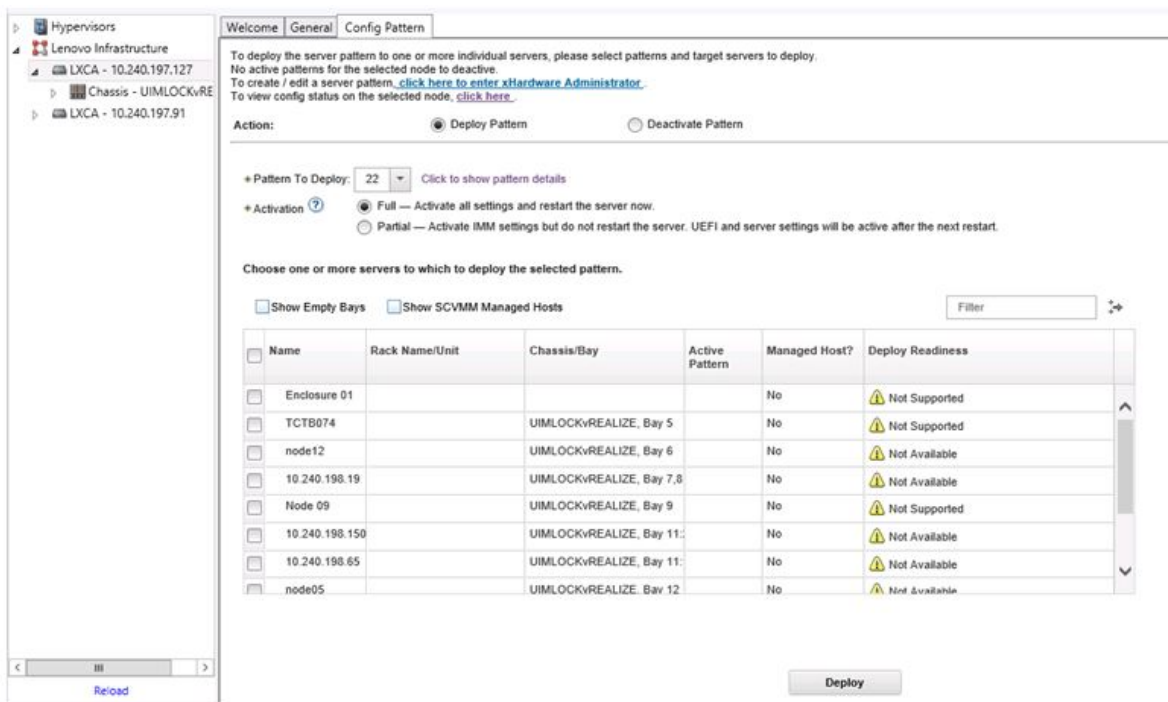 Hypervisors
Lenovo Infrastructure
LXCA - 10.240.197.127
Chassis - UIMLOCKvRE
LXCA - 10.240.197.91
Reload
Welcome General Config Pattern
To deploy the server pattern to one or more individual servers, please select patterns and target servers to deploy.
No active patterns for the selected node to deactive.
To create / edit a server pattern, click here to enter xHardware Administrator .
To view config status on the selected node, click here .
Action: Deploy Pattern Deactivate Pattern
+ Pattern To Deploy: 22 Click to show pattern details
+ Activation ? Full — Activate all settings and restart the server now.
Partial — Activate IMM settings but do not restart the server. UEFI and server settings will be active after the next restart.
Choose one or more servers to which to deploy the selected pattern.
Show Empty Bays Show SCVMM Managed Hosts Filter
Name Rack Name/Unit Chassis/Bay Active Pattern Managed Host? Deploy Readiness
Enclosure 01 No Not Supported
TCTB074 UIMLOCKvREALIZE, Bay 5 No Not Supported
node12 UIMLOCKvREALIZE, Bay 6 No Not Available
10.240.198.19 UIMLOCKvREALIZE, Bay 7,8 No Not Available
Node 09 UIMLOCKvREALIZE, Bay 9 No Not Supported
10.240.198.150 UIMLOCKvREALIZE, Bay 11: No Not Available
10.240.198.65 UIMLOCKvREALIZE, Bay 11: No Not Available
node05 UIMLOCKvREALIZE, Bay 12 No Not Available
Deploy